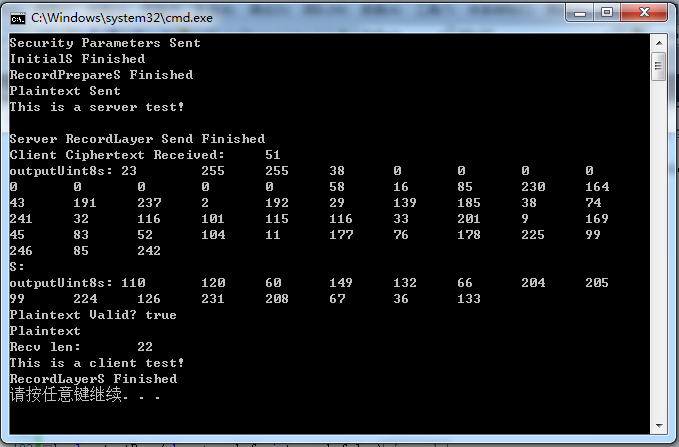 C:\Windows\system32\cmd.exe
Security Parameters Sent
InitialS Finished
RecordPrepareS Finished
Plaintext Sent
This is a server test!
Server RecordLayer Send Finished
Client Ciphertext Received: 51
outputUint8s: 23 255 255 38 0 0 0 0
0 0 0 0 0 58 16 85 230 164
43 191 237 2 192 29 139 185 38 74
241 32 116 101 115 116 33 201 9 169
45 83 52 104 11 177 76 178 225 99
246 85 242
S:
outputUint8s: 110 120 60 149 132 66 204 205
99 224 126 231 208 67 36 133
Plaintext Valid? true
Plaintext
Recv len: 22
This is a client test!
RecordLayerS Finished
请按任意键继续. . .